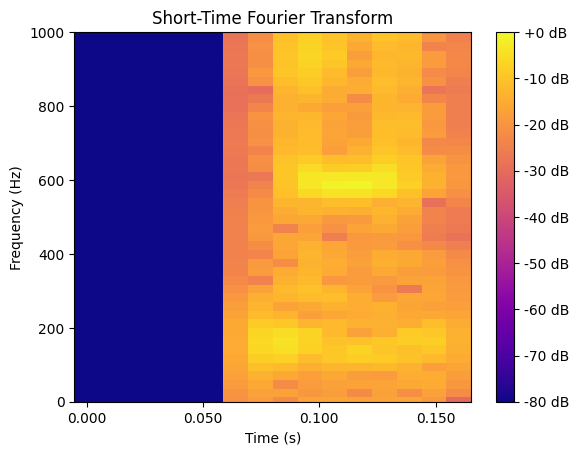 Short-Time Fourier Transform
1000
800
600
400
200
0
Frequency (Hz)
0.000
0.050
0.100
0.150
Time (s)
+0 dB
-10 dB
-20 dB
-30 dB
-40 dB
-50 dB
-60 dB
-70 dB
-80 dB